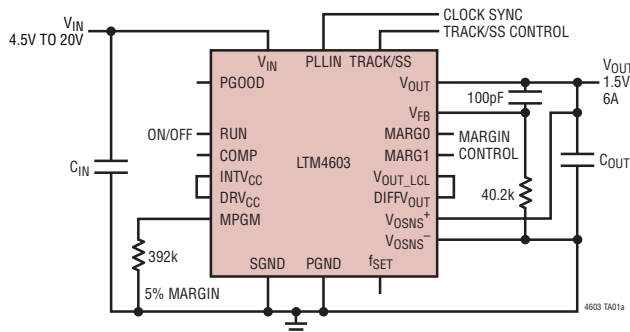 CLOCK SYNC
TRACK/SS CONTROL
VIN
4.5V TO 20V
VIN PLLIN TRACK/SS
PGOOD
VOUT
VOUT
1.5V
6A
100pF
VFB
ON/OFF
RUN
MARG0
MARGIN
CONTROL
COMP
LTM4603
MARG1
CIN
COUT
INTVCC
VOUT_LCL
DRVCC
DIFFVOUT
40.2k
MPGM
VOSNS+
VOSNS–
392k
SGND PGND fSET
5% MARGIN
4603 TA01a